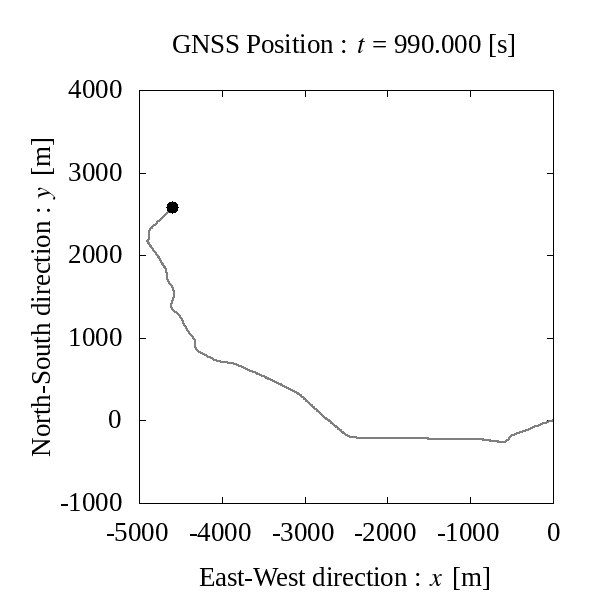 GNSS Position : t = 990.000 [s]
4000
3000
2000
1000
0
-1000
North-South direction : y [m]
-5000 -4000 -3000 -2000 -1000 0
East-West direction : x [m]